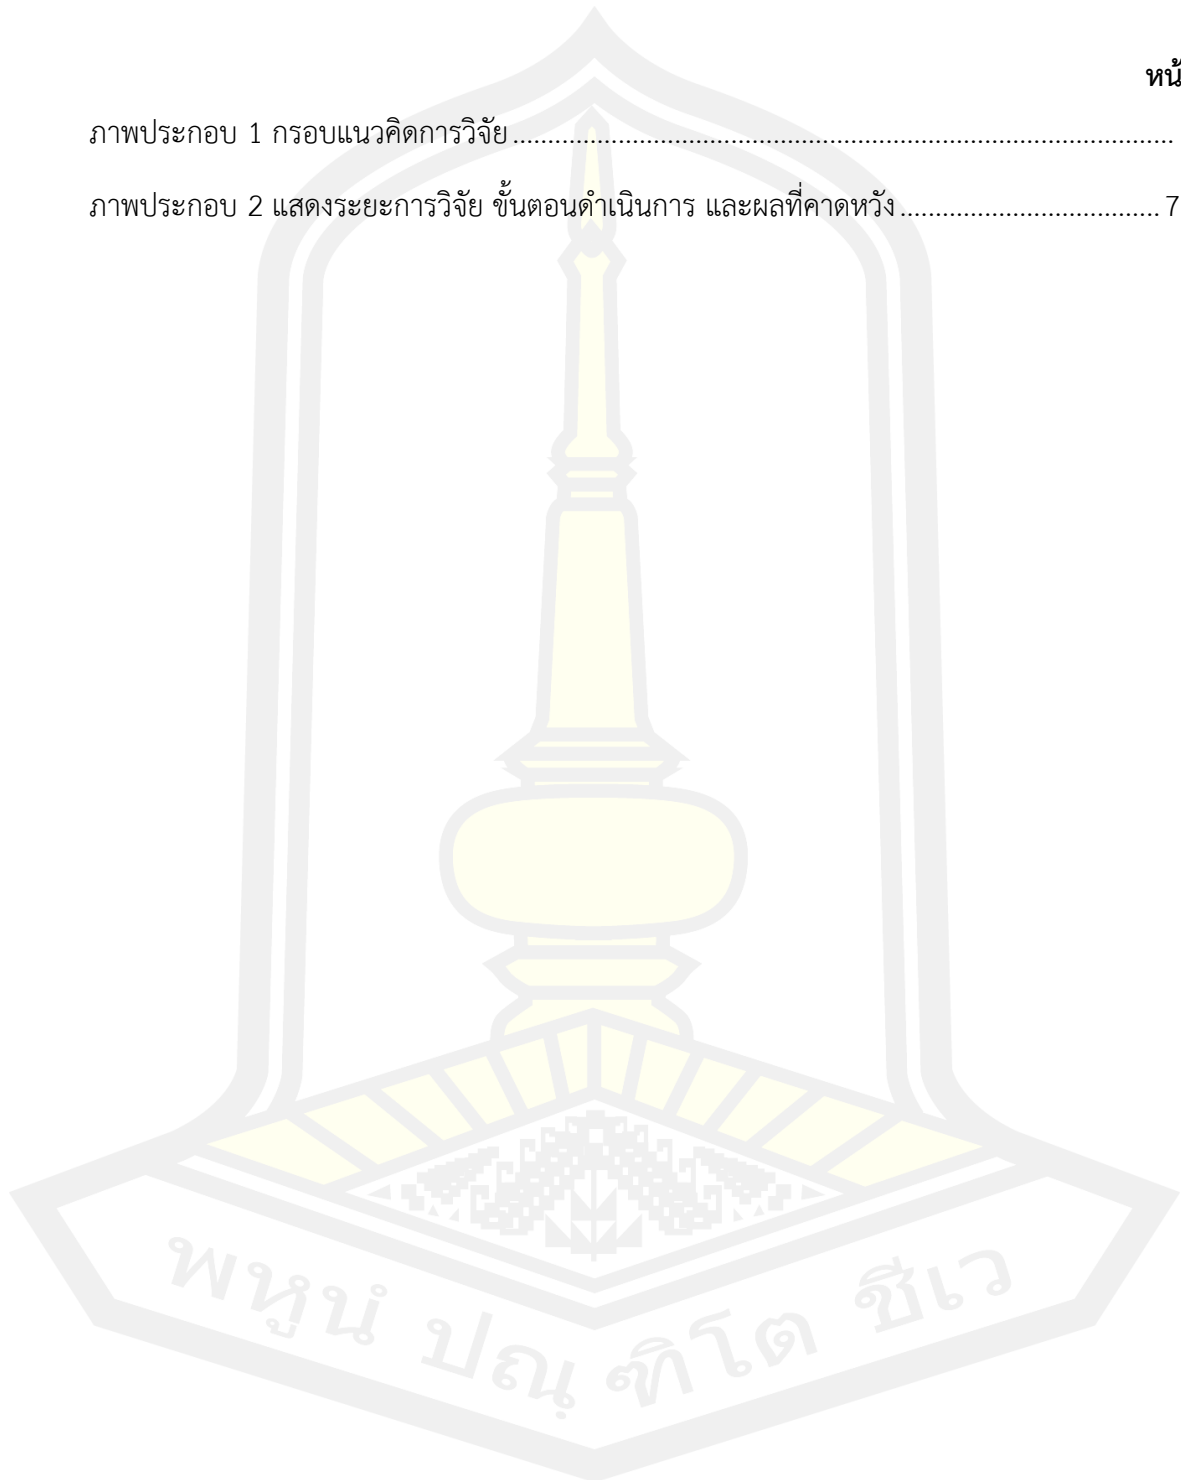 หน้
ภาพประกอบ 1 กรอบแนวคิดการวิจัย..............................................................................................
ภาพประกอบ 2 แสดงระยะการวิจัย ขั้นตอนดำเนินการ และผลที่คาดหวัง..................................... 7
พหูนํ ปณฺฑิโต ชีเว